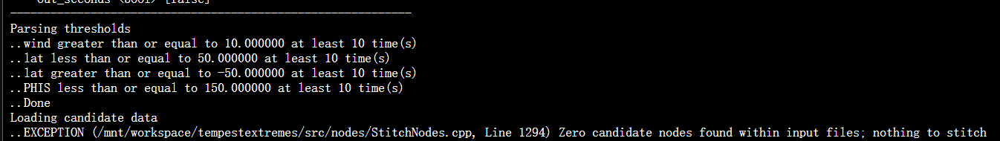 out_seconds <bool> [false]
------------------------------------------------------------
Parsing thresholds
..wind greater than or equal to 10.000000 at least 10 time(s)
..lat less than or equal to 50.000000 at least 10 time(s)
..lat greater than or equal to -50.000000 at least 10 time(s)
..PHIS less than or equal to 150.000000 at least 10 time(s)
..Done
Loading candidate data
..EXCEPTION (/mnt/workspace/tempestextremes/src/nodes/StitchNodes.cpp, Line 1294) Zero candidate nodes found within input files; nothing to stitch